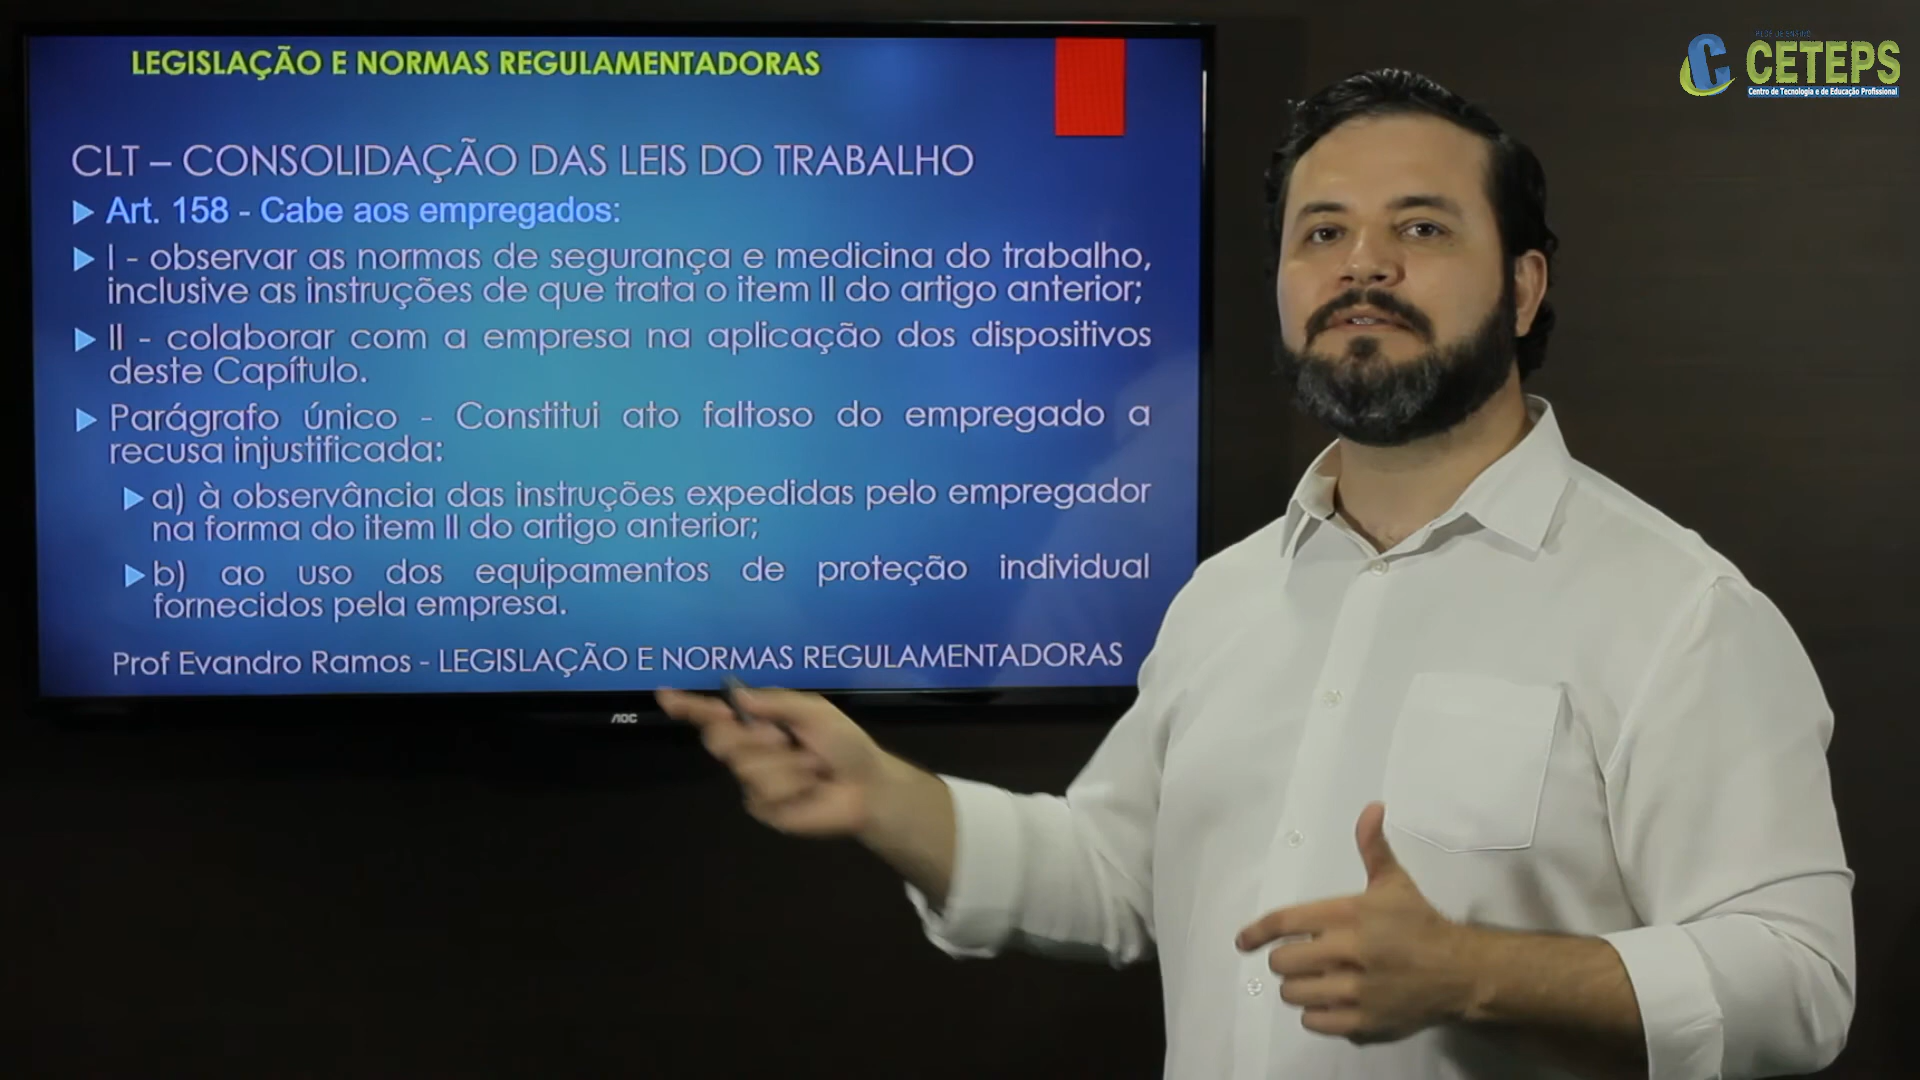 LEGISLAÇÃO E NORMAS REGULAMENTADORAS
CLT – CONSOLIDAÇÃO DAS LEIS DO TRABALHO
Art. 158 - Cabe aos empregados:
I - observar as normas de segurança e medicina do trabalho,
inclusive as instruções de que trata o item II do artigo anterior;
II - colaborar com a empresa na aplicação dos dispositivos
deste Capítulo.
Parágrafo único - Constitui ato faltoso do empregado a
recusa injustificada:
a) à observância das instruções expedidas pelo empregador
na forma do item II do artigo anterior;
b) ao uso dos equipamentos de proteção individual
fornecidos pela empresa.
Prof Evandro Ramos - LEGISLAÇÃO E NORMAS REGULAMENTADORAS
AOC
REDE DE ENSINO
CETEPS
Centro de Tecnologia e de Educação Profissional